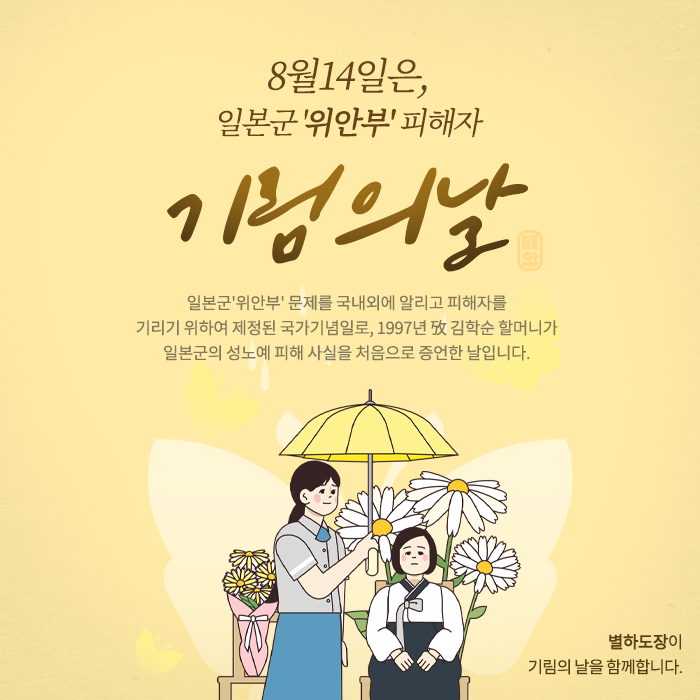 8월14일은,
일본군 '위안부' 피해자
기림의날
별하
일본군'위안부' 문제를 국내외에 알리고 피해자를
기리기 위하여 제정된 국가기념일로, 1997년 故 김학순 할머니가
일본군의 성노예 피해 사실을 처음으로 증언한 날입니다.
별하도장이
기림의 날을 함께합니다.